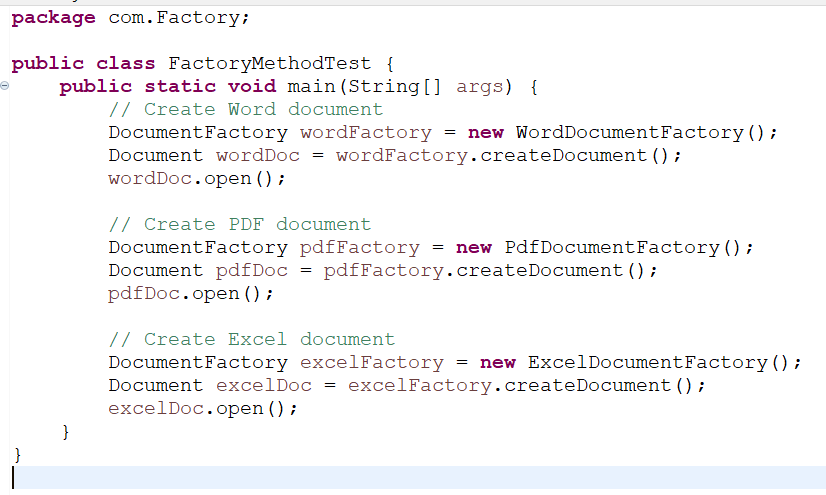 package com.Factory;
public class FactoryMethodTest {
public static void main(String[] args) {
// Create Word document
DocumentFactory wordFactory = new WordDocumentFactory();
Document wordDoc = wordFactory.createDocument();
wordDoc.open();
// Create PDF document
DocumentFactory pdfFactory = new PdfDocumentFactory();
Document pdfDoc = pdfFactory.createDocument();
pdfDoc.open();
// Create Excel document
DocumentFactory excelFactory = new ExcelDocumentFactory();
Document excelDoc = excelFactory.createDocument();
excelDoc.open();
}
}